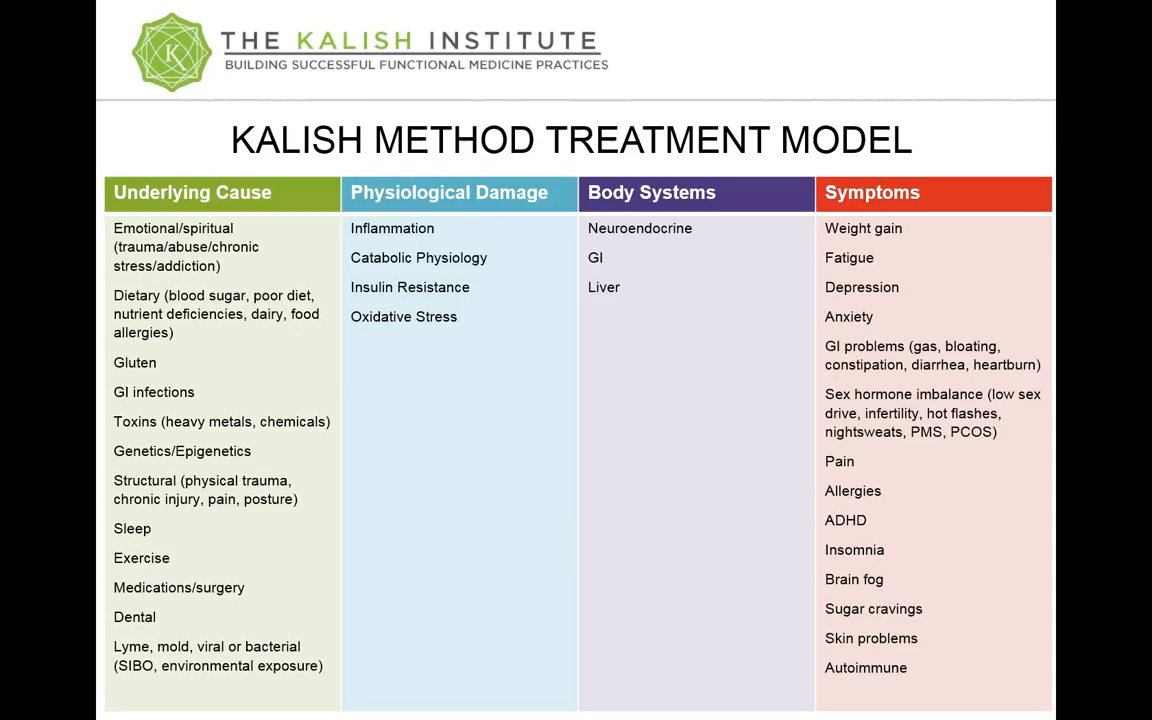 K
THE KALISH INSTITUTE
BUILDING SUCCESSFUL FUNCTIONAL MEDICINE PRACTICES
KALISH METHOD TREATMENT MODEL
Underlying Cause
Emotional/spiritual
(trauma/abuse/chronic
stress/addiction)
Dietary (blood sugar, poor diet,
nutrient deficiencies, dairy, food
allergies)
Gluten
GI infections
Toxins (heavy metals, chemicals)
Genetics/Epigenetics
Structural (physical trauma,
chronic injury, pain, posture)
Sleep
Exercise
Medications/surgery
Dental
Lyme, mold, viral or bacterial
(SIBO, environmental exposure)
Physiological Damage
Inflammation
Catabolic Physiology
Insulin Resistance
Oxidative Stress
Body Systems
Neuroendocrine
GI
Liver
Symptoms
Weight gain
Fatigue
Depression
Anxiety
GI problems (gas, bloating,
constipation, diarrhea, heartburn)
Sex hormone imbalance (low sex
drive, infertility, hot flashes,
nightsweats, PMS, PCOS)
Pain
Allergies
ADHD
Insomnia
Brain fog
Sugar cravings
Skin problems
Autoimmune